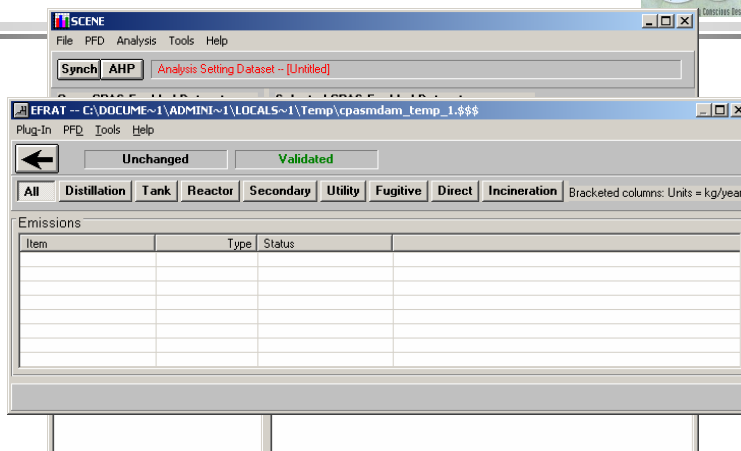 Conscious Des
SCENE
File PFD Analysis Tools Help
Synch AHP Analysis Setting Dataset -- [Untitled]
EFRAT -- C:\DOCUME~1\ADMINI~1\LOCALS~1\Temp\cpasmdam_temp_1.$$$
Plug-In PFD Tools Help
Unchanged Validated
All Distillation Tank Reactor Secondary Utility Fugitive Direct Incineration Bracketed columns: Units = kg/year
Emissions
Item Type Status